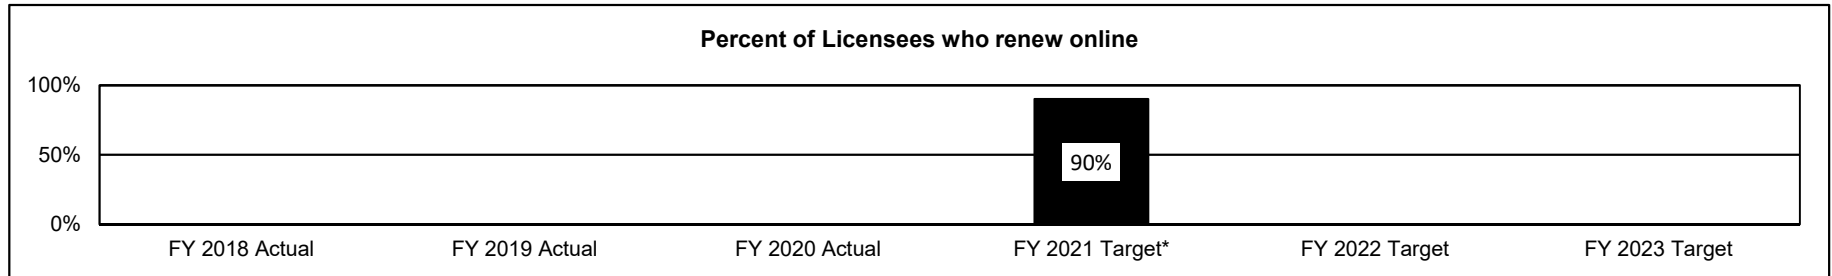 Percent of Licensees who renew online
100%
50%
90%
0%
FY 2018 Actual FY 2019 Actual FY 2020 Actual FY 2021 Target* FY 2022 Target FY 2023 Target